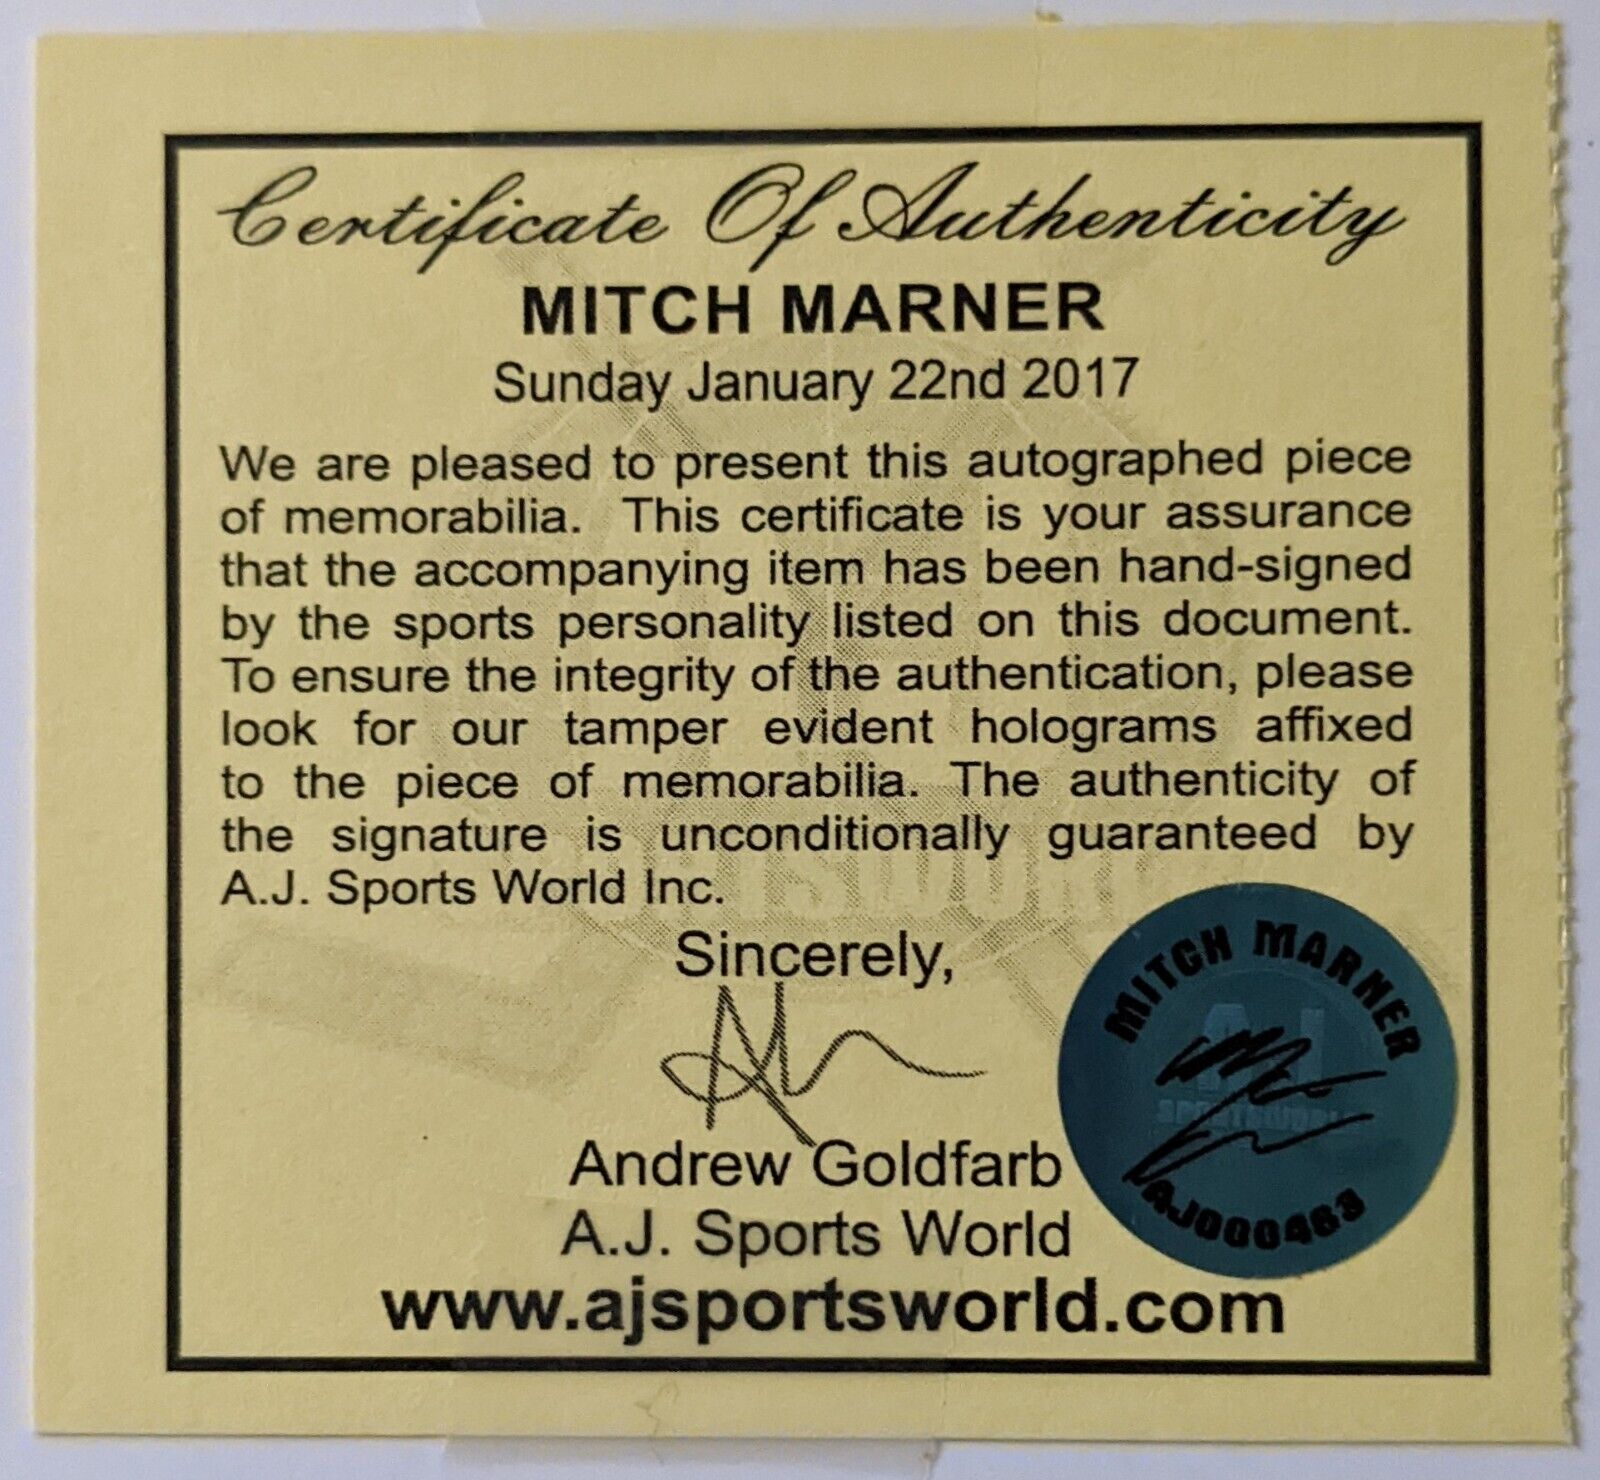 Certificate Of Authenticity
MITCH MARNER
Sunday January 22nd 2017
We are pleased to present this autographed piece
of memorabilia. This certificate is your assurance
that the accompanying item has been hand-signed
by the sports personality listed on this document.
To ensure the integrity of the authentication, please
look for our tamper evident holograms affixed
to the piece of memorabilia. The authenticity of
the signature is unconditionally guaranteed by
A.J. Sports World Inc.
Sincerely,
Andrew Goldfarb
A.J. Sports World
www.ajsportsworld.com
MITCH MARNER
AJ000463